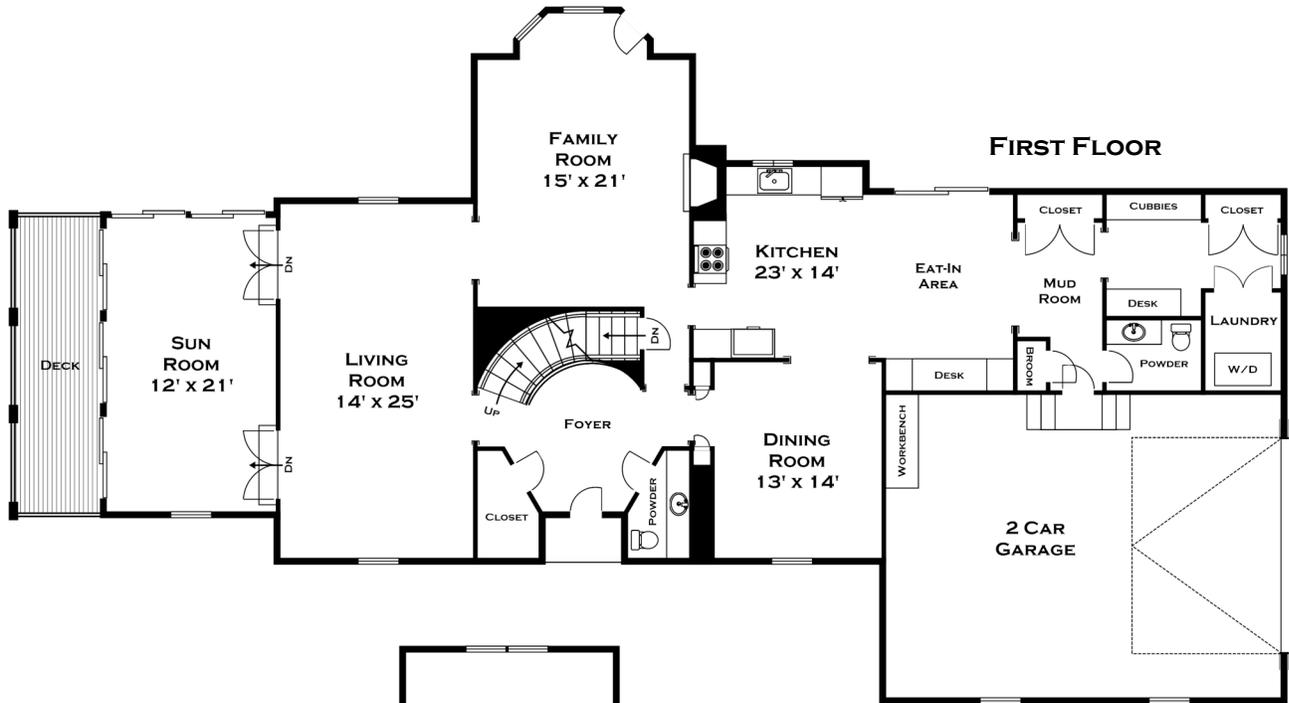 First Floor
Family
Room
15' x 21'
Closet
Cubbies
Closet
Kitchen
23' x 14'
Eat-In
Area
Mud
Room
Desk
Laundry
Powder
W/D
Broom
Desk
DN
DN
Sun
Room
12' x 21'
Deck
Living
Room
14' x 25'
Up
Foyer
DN
Dining
Room
13' x 14'
Workbench
Closet
Powder
2 Car
Garage